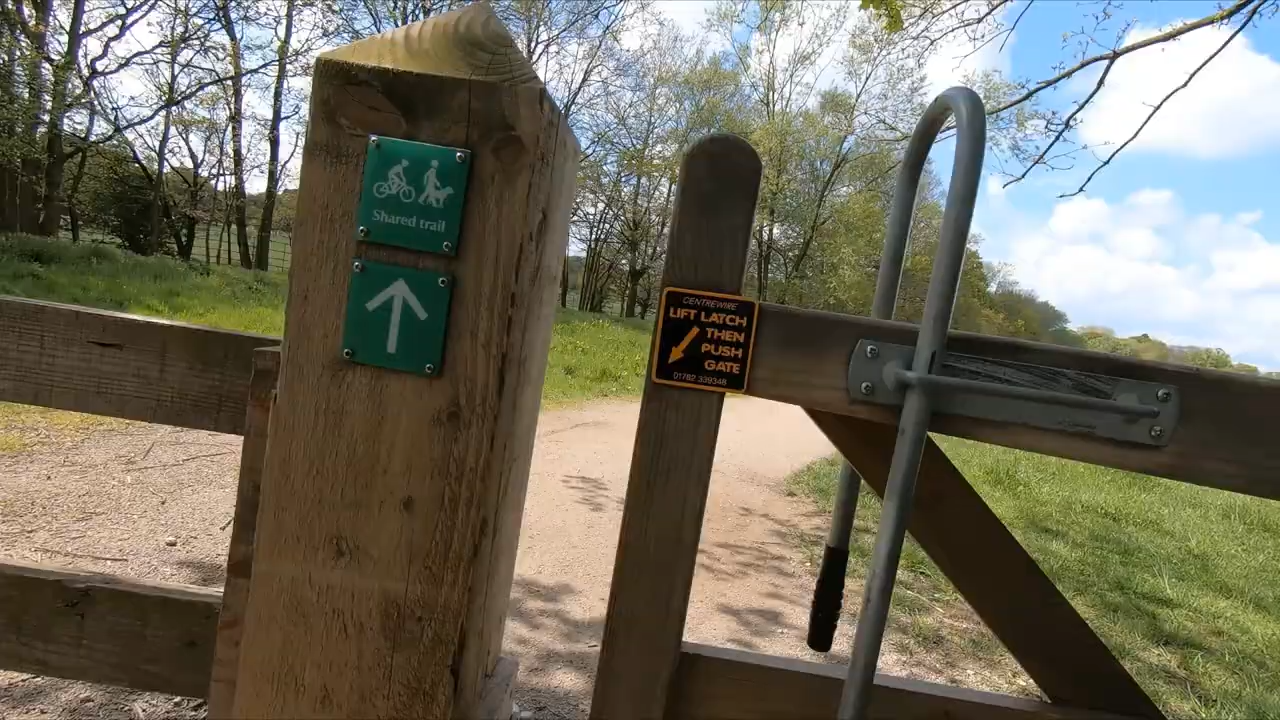 Shared trail
CENTREWIRE
LIFT LATCH
THEN
PUSH
GATE
01782 339348